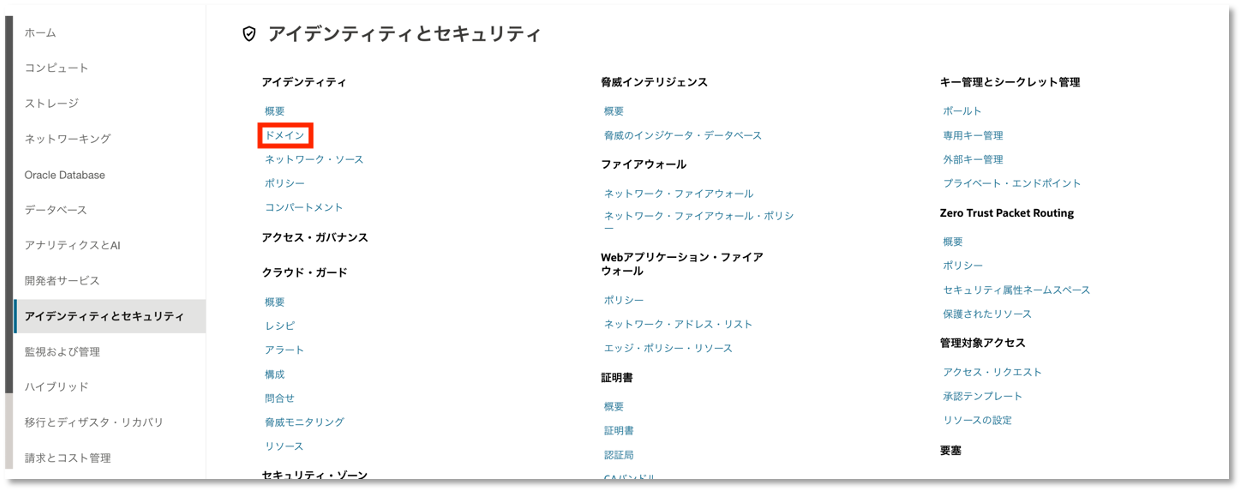 ホーム
コンピュート
ストレージ
ネットワーキング
Oracle Database
データベース
アナリティクスとAI
開発者サービス
アイデンティティとセキュリティ
監視および管理
ハイブリッド
移行とディザスタ・リカバリ
請求とコスト管理
アイデンティティとセキュリティ
アイデンティティ
概要
ドメイン
ネットワーク・ソース
ポリシー
コンパートメント
アクセス・ガバナンス
クラウド・ガード
概要
レシピ
アラート
構成
問合せ
脅威モニタリング
リソース
セキュリティ・ゾーン
脅威インテリジェンス
概要
脅威のインジケータ・データベース
ファイアウォール
ネットワーク・ファイアウォール
ネットワーク・ファイアウォール・ポリシ
ー
Webアプリケーション・ファイア
ウォール
ポリシー
ネットワーク・アドレス・リスト
エッジ・ポリシー・リソース
証明書
概要
証明書
認証局
CAバンドル
キー管理とシークレット管理
ボールト
専用キー管理
外部キー管理
プライベート・エンドポイント
Zero Trust Packet Routing
概要
ポリシー
セキュリティ属性ネームスペース
保護されたリソース
管理対象アクセス
アクセス・リクエスト
承認テンプレート
リソースの設定
要塞